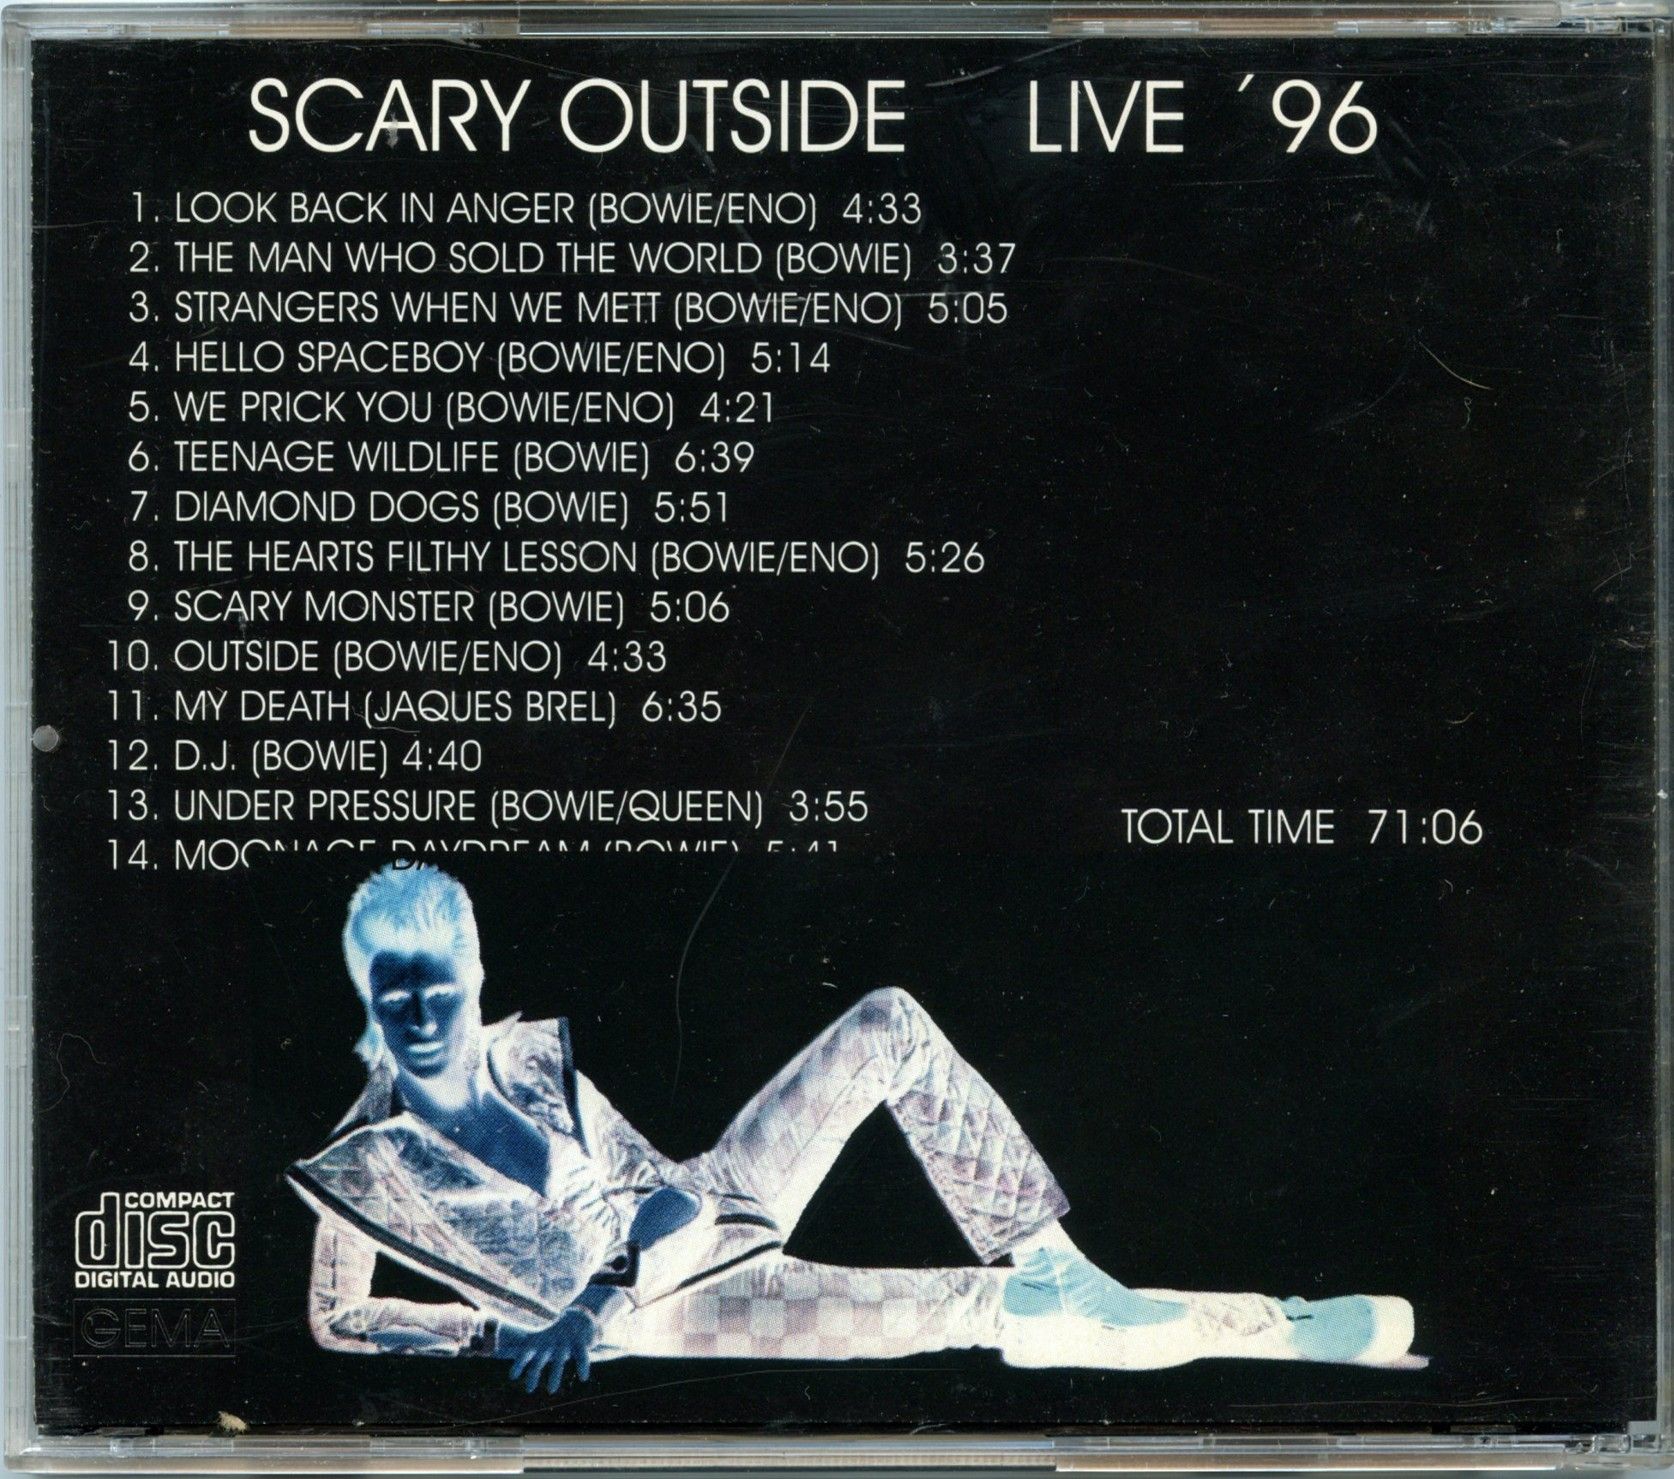 SCARY OUTSIDE LIVE ´96
1. LOOK BACK IN ANGER (BOWIE/ENO) 4:33
2. THE MAN WHO SOLD THE WORLD (BOWIE) 3:37
3. STRANGERS WHEN WE METT (BOWIE/ENO) 5:05
4. HELLO SPACEBOY (BOWIE/ENO) 5:14
5. WE PRICK YOU (BOWIE/ENO) 4:21
6. TEENAGE WILDLIFE (BOWIE) 6:39
7. DIAMOND DOGS (BOWIE) 5:51
8. THE HEARTS FILTHY LESSON (BOWIE/ENO) 5:26
9. SCARY MONSTER (BOWIE) 5:06
10. OUTSIDE (BOWIE/ENO) 4:33
11. MY DEATH (JAQUES BREL) 6:35
12. D.J. (BOWIE) 4:40
13. UNDER PRESSURE (BOWIE/QUEEN) 3:55
14. MOONAGE DAYDREAM (BOWIE) 5:41
TOTAL TIME 71:06
COMPACT
disc
DIGITAL AUDIO
GEMA